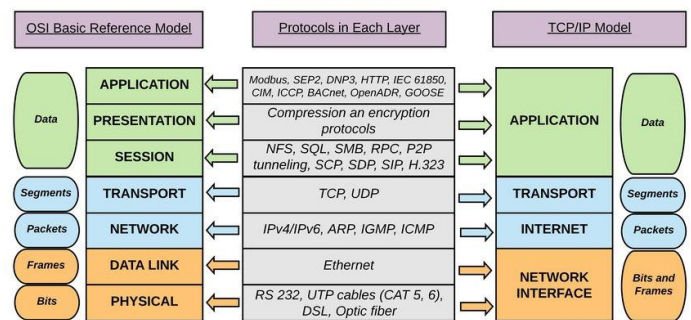 OSI Basic Reference Model
Protocols in Each Layer
TCP/IP Model
Data
APPLICATION
Modbus, SEP2, DNP3, HTTP, IEC 61850,
CIM, ICCP, BACnet, OpenADR, GOOSE
APPLICATION
Data
PRESENTATION
Compression an encryption
protocols
SESSION
NFS, SQL, SMB, RPC, P2P
tunneling, SCP, SDP, SIP, H.323
Segments
TRANSPORT
TCP, UDP
TRANSPORT
Segments
Packets
NETWORK
IPv4/IPv6, ARP, IGMP, ICMP
INTERNET
Packets
Frames
DATA LINK
Ethernet
NETWORK
INTERFACE
Bits and
Frames
Bits
PHYSICAL
RS 232, UTP cables (CAT 5, 6),
DSL, Optic fiber